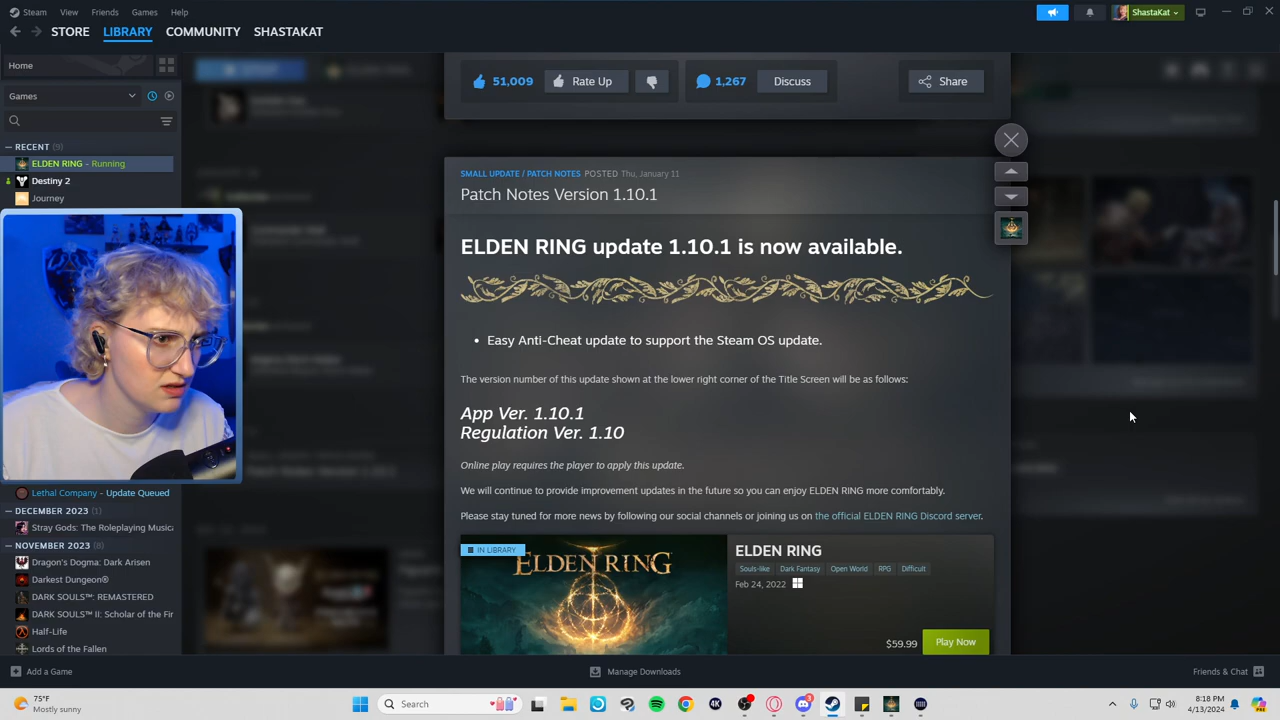 Steam
View
Friends
Games
Help
ShastaKat
STORE
LIBRARY
COMMUNITY
SHASTAKAT
Home
Games
RECENT (9)
ELDEN RING - Running
Destiny 2
Journey
Lethal Company - Update Queued
DECEMBER 2023 (1)
Stray Gods: The Roleplaying Musica
NOVEMBER 2023 (8)
Dragon's Dogma: Dark Arisen
Darkest Dungeon®
DARK SOULS™: REMASTERED
DARK SOULS™ II: Scholar of the Fir
Half-Life
Lords of the Fallen
51,009
Rate Up
1,267
Discuss
Share
SMALL UPDATE / PATCH NOTES POSTED Thu, January 11
Patch Notes Version 1.10.1
ELDEN RING update 1.10.1 is now available.
• Easy Anti-Cheat update to support the Steam OS update.
The version number of this update shown at the lower right corner of the Title Screen will be as follows:
App Ver. 1.10.1
Regulation Ver. 1.10
Online play requires the player to apply this update.
We will continue to provide improvement updates in the future so you can enjoy ELDEN RING more comfortably.
Please stay tuned for more news by following our social channels or joining us on the official ELDEN RING Discord server.
IN LIBRARY
ELDEN RING
ELDEN RING
Souls-like
Dark Fantasy
Open World
RPG
Difficult
Feb 24, 2022
$59.99
Play Now
Add a Game
Manage Downloads
Friends & Chat
75°F
Mostly sunny
Search
4K
3
8:18 PM
4/13/2024